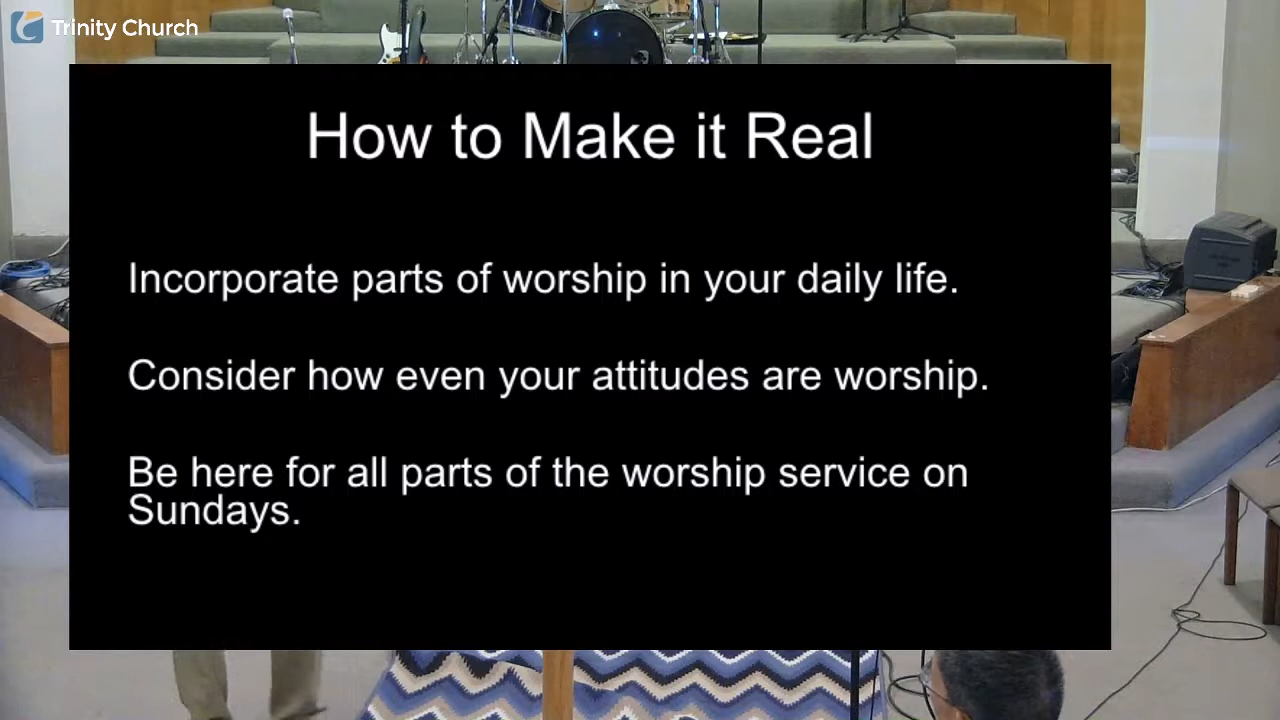 Trinity Church
How to Make it Real
Incorporate parts of worship in your daily life.
Consider how even your attitudes are worship.
Be here for all parts of the worship service on
Sundays.